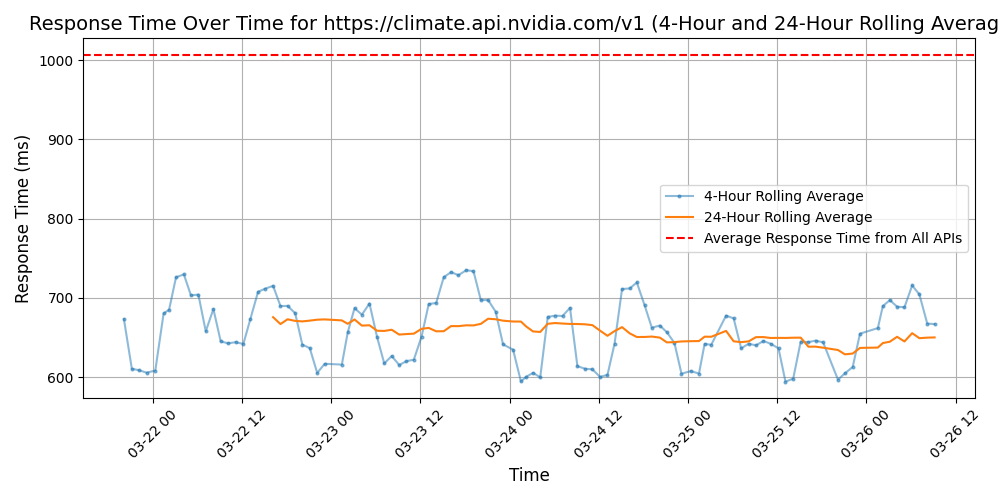 Response Time Over Time for https://climate.api.nvidia.com/v1 (4-Hour and 24-Hour Rolling Averag
Response Time (ms)
1000
900
800
700
600
4-Hour Rolling Average
24-Hour Rolling Average
Average Response Time from All APIs
03-22 00
03-22 12
03-23 00
03-23 12
03-24 00
03-24 12
03-25 00
03-25 12
03-26 00
03-26 12
Time